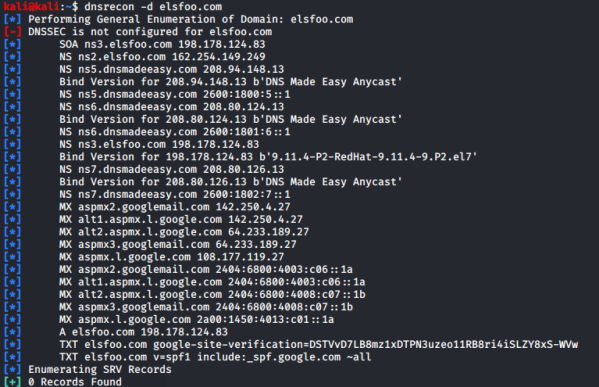 kali@kali:~$ dnsrecon -d elsfoo.com
[*] Performing General Enumeration of Domain: elsfoo.com
[-] DNSSEC is not configured for elsfoo.com
[*] SOA ns3.elsfoo.com 198.178.124.83
[*] NS ns2.elsfoo.com 162.254.149.249
[*] NS ns5.dnsmadeeasy.com 208.94.148.13
[*] Bind Version for 208.94.148.13 b'DNS Made Easy Anycast'
[*] NS ns5.dnsmadeeasy.com 2600:1800:5::1
[*] NS ns6.dnsmadeeasy.com 208.80.124.13
[*] Bind Version for 208.80.124.13 b'DNS Made Easy Anycast'
[*] NS ns6.dnsmadeeasy.com 2600:1801:6::1
[*] NS ns3.elsfoo.com 198.178.124.83
[*] Bind Version for 198.178.124.83 b'9.11.4-P2-RedHat-9.11.4-9.P2.el7'
[*] NS ns7.dnsmadeeasy.com 208.80.126.13
[*] Bind Version for 208.80.126.13 b'DNS Made Easy Anycast'
[*] NS ns7.dnsmadeeasy.com 2600:1802:7::1
[*] MX aspmx2.googlemail.com 142.250.4.27
[*] MX alt1.aspmx.l.google.com 142.250.4.27
[*] MX alt2.aspmx.l.google.com 64.233.189.27
[*] MX aspmx3.googlemail.com 64.233.189.27
[*] MX aspmx.l.google.com 108.177.119.27
[*] MX aspmx2.googlemail.com 2404:6800:4003:c06::1a
[*] MX alt1.aspmx.l.google.com 2404:6800:4003:c06::1a
[*] MX alt2.aspmx.l.google.com 2404:6800:4008:c07::1b
[*] MX aspmx3.googlemail.com 2404:6800:4008:c07::1b
[*] MX aspmx.l.google.com 2a00:1450:4013:c01::1a
[*] A elsfoo.com 198.178.124.83
[*] TXT elsfoo.com google-site-verification=DSTVvD7LB8mz1xDTPN3uzeo11RB8ri4iSLZY8xS-WVw
[*] TXT elsfoo.com v=spf1 include:_spf.google.com ~all
[*] Enumerating SRV Records
[+] 0 Records Found